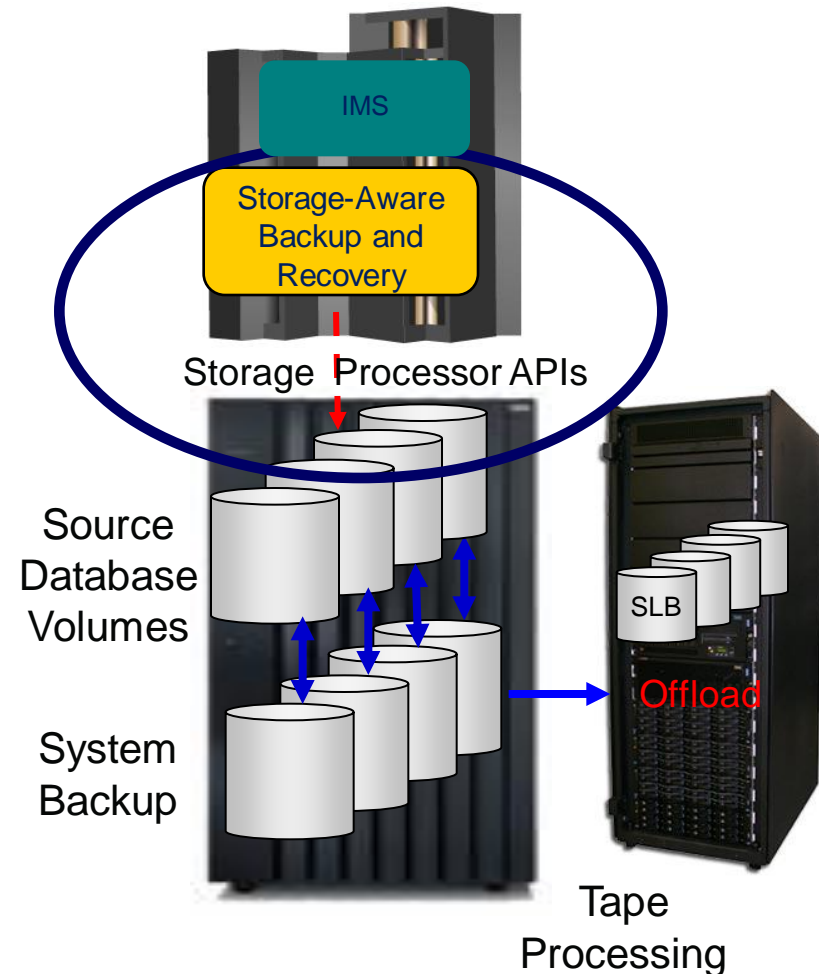 IMS
Storage-Aware
Backup and
Recovery
Storage Processor APIs
Source
Database
Volumes
SLB
Offload
System
Backup
Tape
Processing